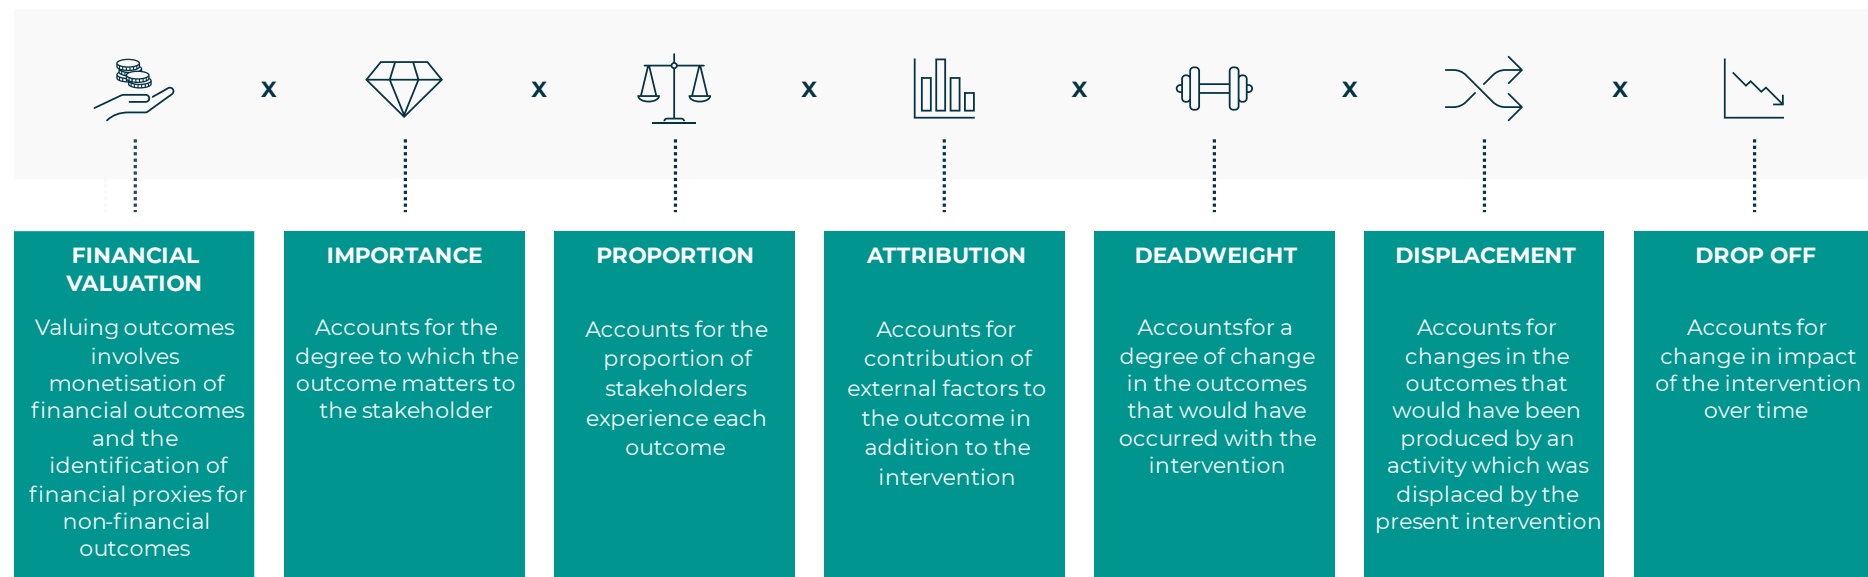 x x x x x x
FINANCIAL
VALUATION
Valuing outcomes
involves
monetisation of
financial outcomes
and the
identification of
financial proxies for
non-financial
outcomes
IMPORTANCE
Accounts for the
degree to which the
outcome matters to
the stakeholder
PROPORTION
Accounts for the
proportion of
stakeholders
experience each
outcome
ATTRIBUTION
Accounts for
contribution of
external factors to
the outcome in
addition to the
intervention
DEADWEIGHT
Accountsfor a
degree of change
in the outcomes
that would have
occurred with the
intervention
DISPLACEMENT
Accounts for
changes in the
outcomes that
would have been
produced by an
activity which was
displaced by the
present intervention
DROP OFF
Accounts for
change in impact
of the intervention
over time